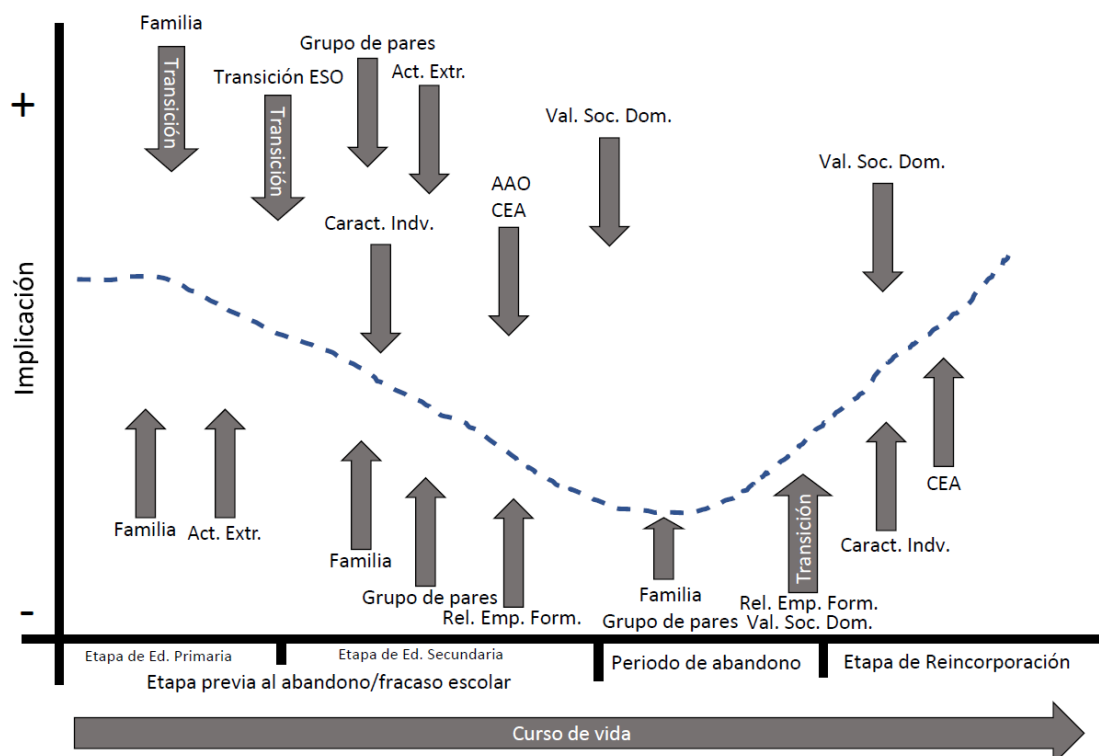 Familia
Transición
Transición ESO
Transición
Grupo de pares
Act. Extr.
Val. Soc. Dom.
Val. Soc. Dom.
AAO
CEA
Caract. Indv.
+
Implicación
-
Familia
Act. Extr.
Familia
Grupo de pares
Rel. Emp. Form.
Familia
Grupo de pares
Transición
Rel. Emp. Form.
Val. Soc. Dom.
Caract. Indv.
CEA
Etapa de Ed. Primaria
Etapa de Ed. Secundaria
Etapa previa al abandono/fracaso escolar
Periodo de abandono
Etapa de Reincorporación
Curso de vida